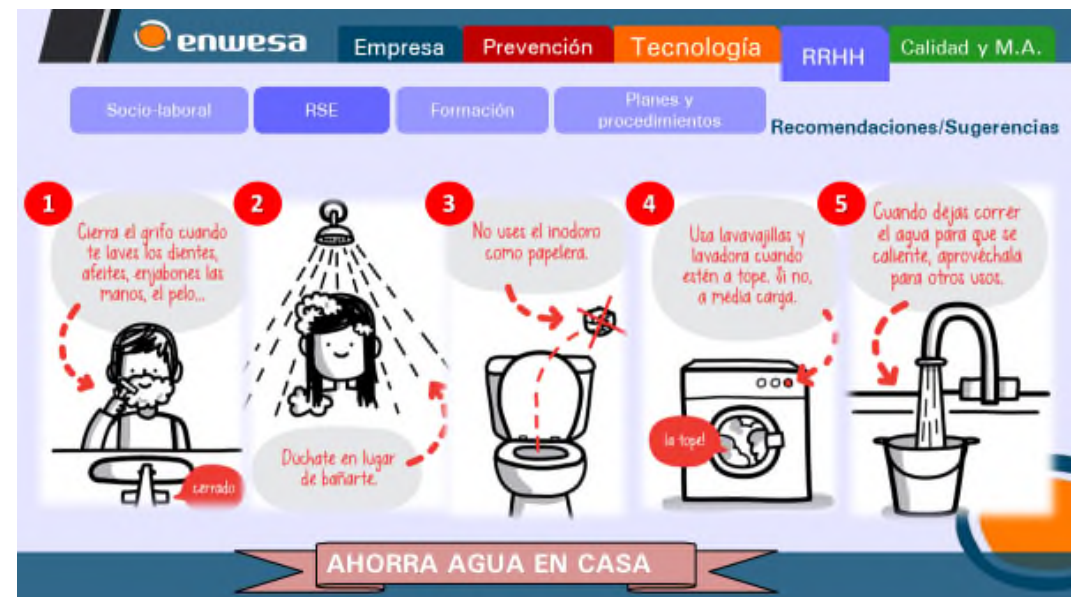 enwesa
Empresa
Prevención
Tecnología
RRHH
Calidad y M.A.
Socio-laboral
RSE
Formación
Planes y
procedimientos
Recomendaciones/Sugerencias
1
Cierra el grifo cuando
te laves los dientes,
afeites, enjabones las
manos, el pelo...
cerrado
2
Dúchate en lugar
de bañarte.
3
No uses el inodoro
como papelera.
4
Usa lavavajillas y
lavadora cuando
estén a tope. Si no,
a media carga.
¡a tope!
5
Cuando dejas correr
el agua para que se
caliente, aprovéchala
para otros usos.
AHORRA AGUA EN CASA